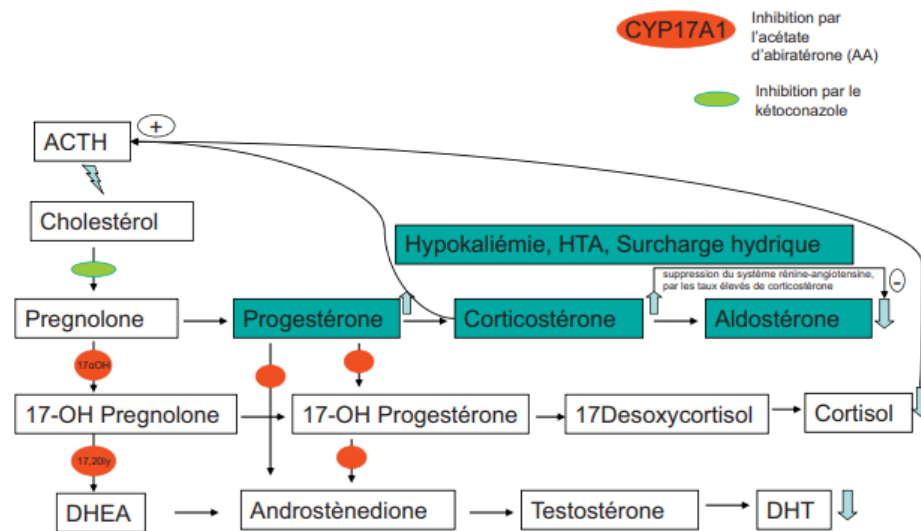 CYP17A1
Inhibition par
l'acétate
d'abiratérone (AA)
Inhibition par le
kétoconazole
+
ACTH
Cholestérol
Hypokaliémie, HTA, Surcharge hydrique
suppression du système rénine-angiotensine,
par les taux élevés de corticostérone
-
Pregnolone
Progestérone
Corticostérone
Aldostérone
17αOH
17-OH Pregnolone
17-OH Progestérone
17Desoxycortisol
Cortisol
17,20ly
DHEA
Androstènedione
Testostérone
DHT